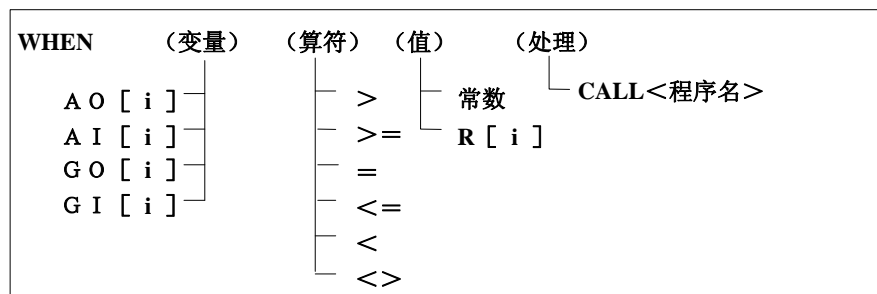 WHEN （变量） （算符） （值） （处理）
ＡＯ［ i ］ ＞ 常数 CALL＜程序名＞
ＡＩ［ i ］ ＞＝ R［ i ］
ＧＯ［ i ］ ＝
ＧＩ［ i ］ ＜＝
＜
＜＞